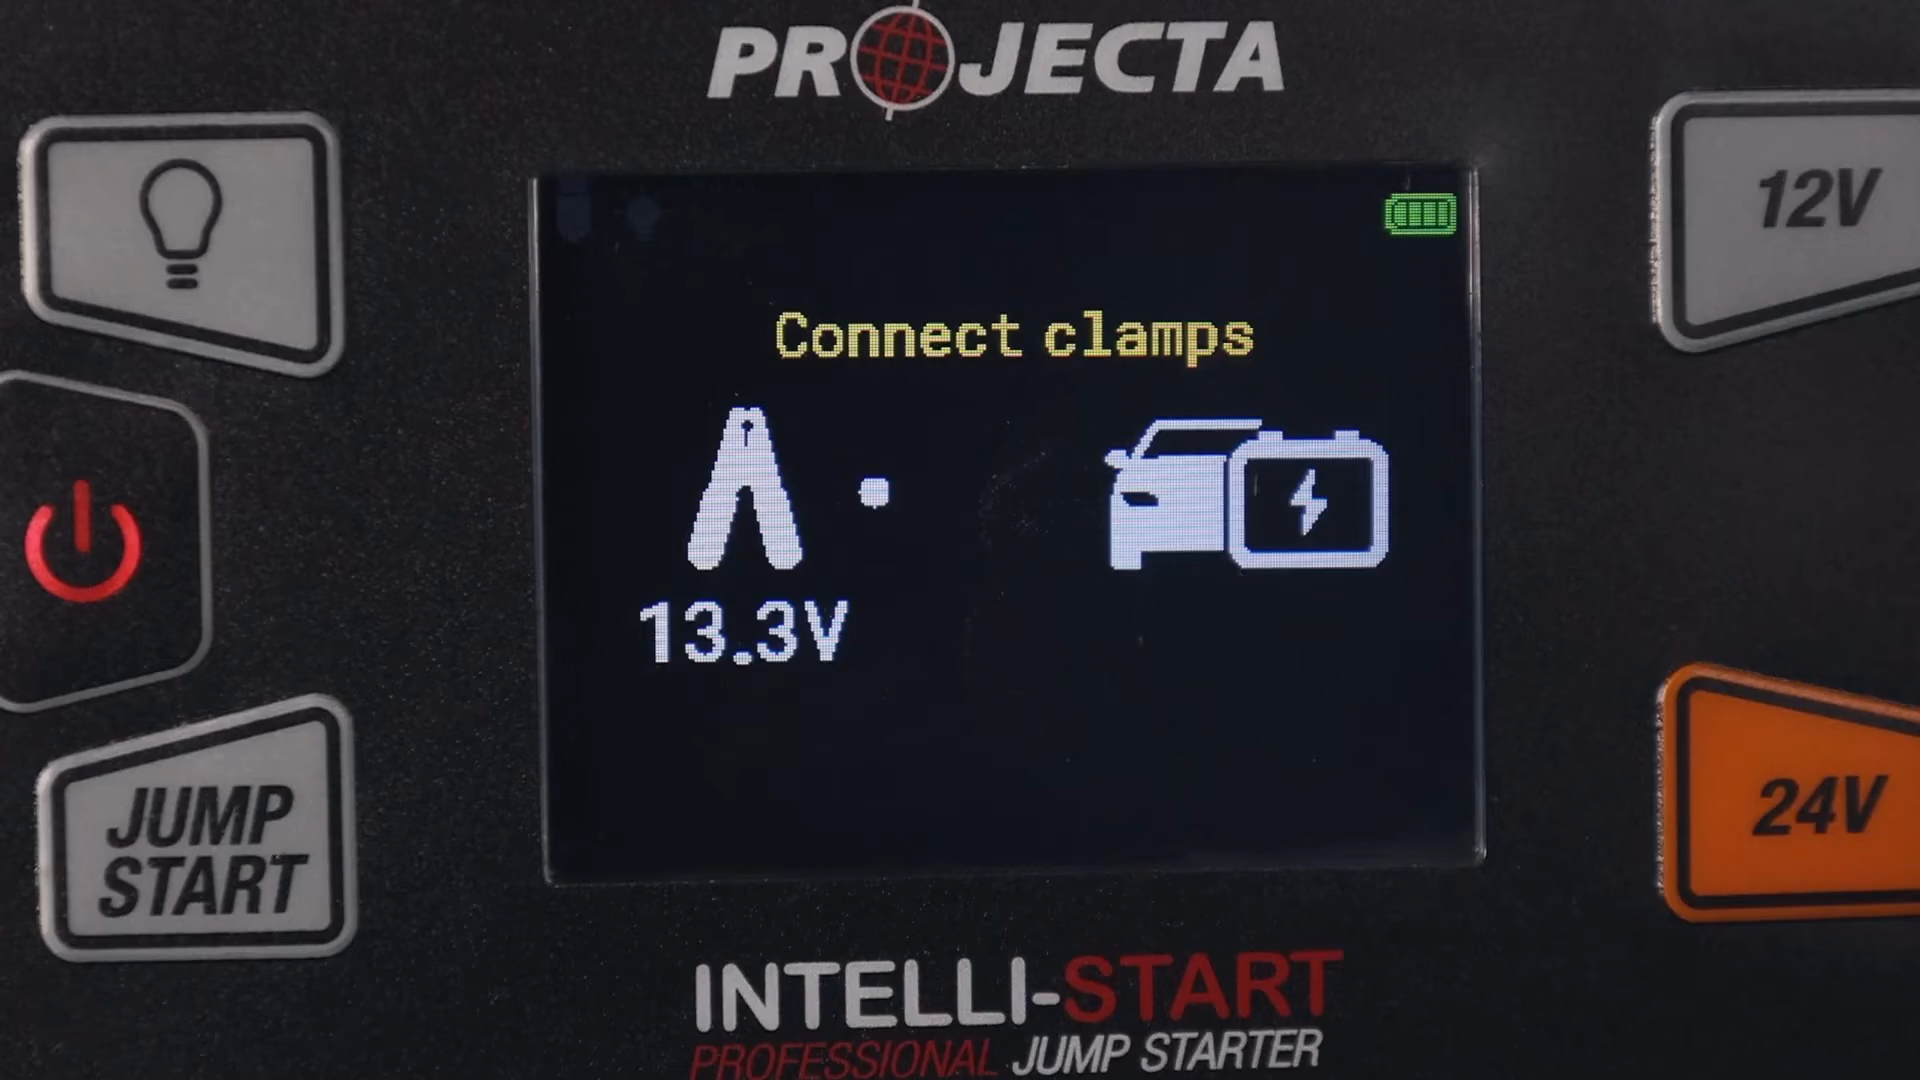 PROJECTA
12V
Connect clamps
13.3V
JUMP
START
24V
INTELLI-START
PROFESSIONAL JUMP STARTER